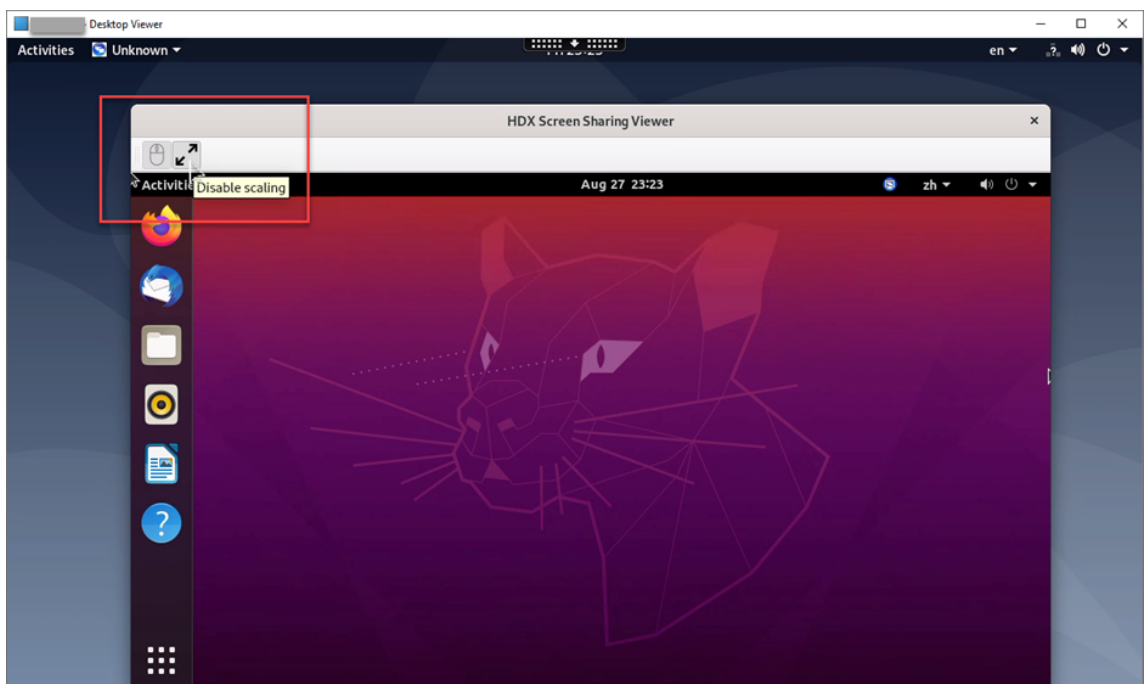 Desktop Viewer
Activities Unknown en
HDX Screen Sharing Viewer
Disable scaling
Aug 27 23:23 zh
?